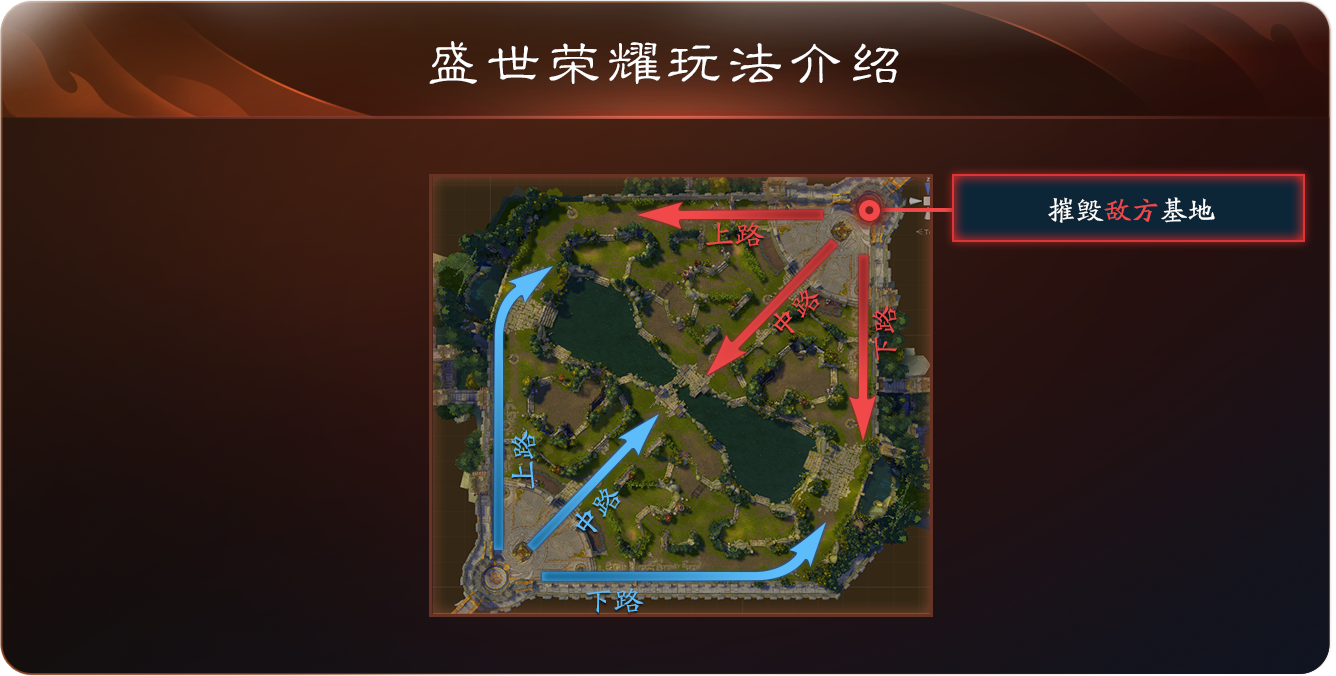 盛世荣耀玩法介绍
摧毁敌方基地
上路
中路
下路
上路
中路
下路